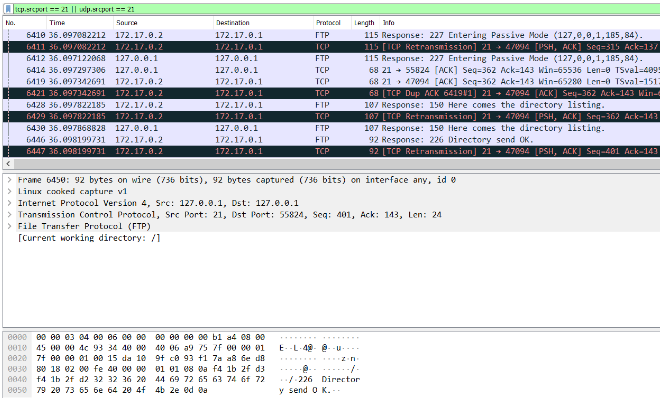 tcp.srcport == 21 || udp.srcport == 21
No. Time Source Destination Protocol Length Info
6410 36.097082212 172.17.0.2 172.17.0.1 FTP 115 Response: 227 Entering Passive Mode (127,0,0,1,185,84).
6411 36.097082212 172.17.0.2 172.17.0.1 TCP 115 [TCP Retransmission] 21 → 47094 [PSH, ACK] Seq=315 Ack=137
6412 36.097122068 127.0.0.1 127.0.0.1 FTP 115 Response: 227 Entering Passive Mode (127,0,0,1,185,84).
6414 36.097297306 127.0.0.1 127.0.0.1 TCP 68 21 → 55824 [ACK] Seq=362 Ack=143 Win=65536 Len=0 TSval=4095
6419 36.097342691 172.17.0.2 172.17.0.1 TCP 68 21 → 47094 [ACK] Seq=362 Ack=143 Win=65280 Len=0 TSval=1517
6421 36.097342691 172.17.0.2 172.17.0.1 TCP 68 [TCP Dup ACK 6419#1] 21 → 47094 [ACK] Seq=362 Ack=143 Win=6
6428 36.097822185 172.17.0.2 172.17.0.1 FTP 107 Response: 150 Here comes the directory listing.
6429 36.097822185 172.17.0.2 172.17.0.1 TCP 107 [TCP Retransmission] 21 → 47094 [PSH, ACK] Seq=362 Ack=143
6430 36.097868828 127.0.0.1 127.0.0.1 FTP 107 Response: 150 Here comes the directory listing.
6446 36.098199731 172.17.0.2 172.17.0.1 FTP 92 Response: 226 Directory send OK.
6447 36.098199731 172.17.0.2 172.17.0.1 TCP 92 [TCP Retransmission] 21 → 47094 [PSH, ACK] Seq=401 Ack=143
Frame 6450: 92 bytes on wire (736 bits), 92 bytes captured (736 bits) on interface any, id 0
Linux cooked capture v1
Internet Protocol Version 4, Src: 127.0.0.1, Dst: 127.0.0.1
Transmission Control Protocol, Src Port: 21, Dst Port: 55824, Seq: 401, Ack: 143, Len: 24
File Transfer Protocol (FTP)
[Current working directory: /]
0000 00 00 03 04 00 06 00 00 00 00 00 00 b1 a4 08 00 ········ ········
0010 45 00 00 4c 93 34 40 00 40 06 a9 75 7f 00 00 01 E··L·4@· @··u····
0020 7f 00 00 01 00 15 da 10 9f c0 93 f1 7a a8 6e d8 ········ ····z·n·
0030 80 18 02 00 fe 40 00 00 01 01 08 0a f4 1b 2f d3 ·····@·· ······/·
0040 f4 1b 2f d2 32 32 36 20 44 69 72 65 63 74 6f 72 ··/·226 Director
0050 79 20 73 65 6e 64 20 4f 4b 2e 0d 0a y send O K.··